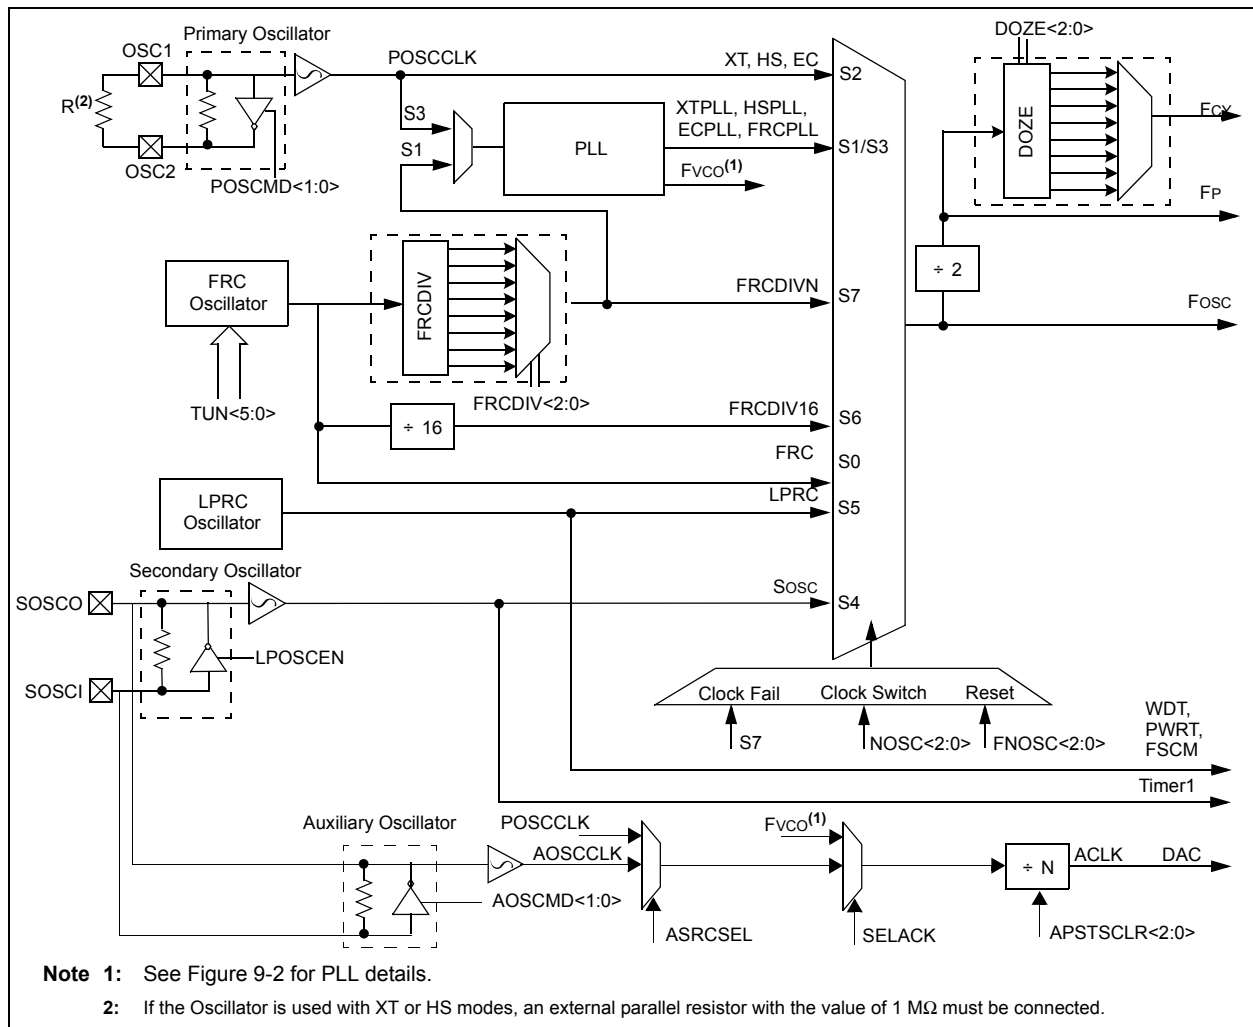 Primary Oscillator
DOZE<2:0>
OSC1
POSCCLK
XT, HS, EC
S2
R(2)
S3
XTPLL, HSPLL,
ECPLL, FRCPLL
DOZE
FCY
PLL
S1
S1/S3
OSC2
FVCO(1)
POSCMD<1:0>
FP
÷ 2
FRC
Oscillator
FRCDIV
FRCDIVN
S7
FOSC
TUN<5:0>
FRCDIV<2:0>
÷ 16
FRCDIV16
S6
FRC
S0
LPRC
Oscillator
LPRC
S5
Secondary Oscillator
SOSCO
SOSC
S4
LPOSCEN
SOSCI
Clock Fail
Clock Switch
Reset
S7
NOSC<2:0>
FNOSC<2:0>
WDT,
PWRT,
FSCM
Timer1
Auxiliary Oscillator
POSCCLK
FVCO(1)
AOSCCLK
÷ N
ACLK
DAC
AOSCMD<1:0>
ASRCSEL
SELACK
APSTSCLR<2:0>
Note 1: See Figure 9-2 for PLL details.
2: If the Oscillator is used with XT or HS modes, an external parallel resistor with the value of 1 MΩ must be connected.